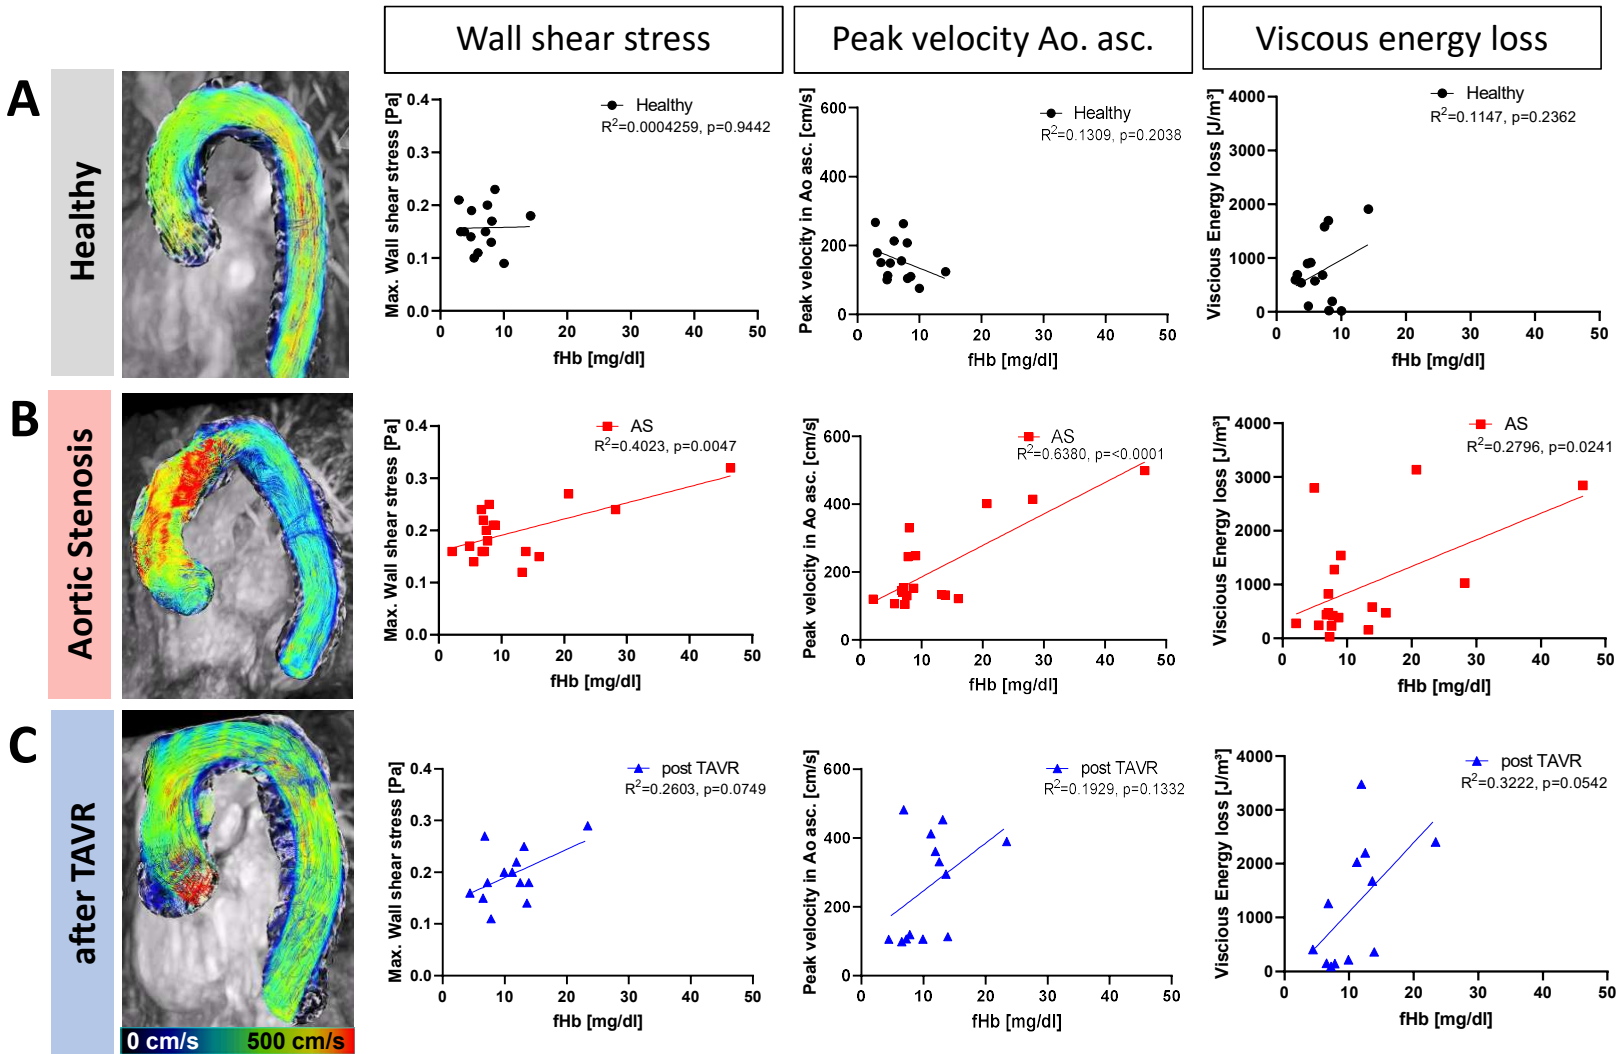 Wall shear stress
Peak velocity Ao. asc.
Viscous energy loss
A
Healthy
Max. Wall shear stress [Pa]
0.4
0.3
0.2
0.1
0.0
0 10 20 30 40 50
fHb [mg/dl]
Healthy
R²=0.0004259, p=0.9442
Peak velocity in Ao asc. [cm/s]
600
400
200
0
0 10 20 30 40 50
fHb [mg/dl]
Healthy
R²=0.1309, p=0.2038
Viscious Energy loss [J/m³]
4000
3000
2000
1000
0
0 10 20 30 40 50
fHb [mg/dl]
Healthy
R²=0.1147, p=0.2362
B
Aortic Stenosis
Max. Wall shear stress [Pa]
0.4
0.3
0.2
0.1
0.0
0 10 20 30 40 50
fHb [mg/dl]
AS
R²=0.4023, p=0.0047
Peak velocity in Ao asc. [cm/s]
600
400
200
0
0 10 20 30 40 50
fHb [mg/dl]
AS
R²=0.6380, p=<0.0001
Viscious Energy loss [J/m³]
4000
3000
2000
1000
0
0 10 20 30 40 50
fHb [mg/dl]
AS
R²=0.2796, p=0.0241
C
after TAVR
0 cm/s 500 cm/s
Max. Wall shear stress [Pa]
0.4
0.3
0.2
0.1
0.0
0 10 20 30 40 50
fHb [mg/dl]
post TAVR
R²=0.2603, p=0.0749
Peak velocity in Ao asc. [cm/s]
600
400
200
0
0 10 20 30 40 50
fHb [mg/dl]
post TAVR
R²=0.1929, p=0.1332
Viscious Energy loss [J/m³]
4000
3000
2000
1000
0
0 10 20 30 40 50
fHb [mg/dl]
post TAVR
R²=0.3222, p=0.0542